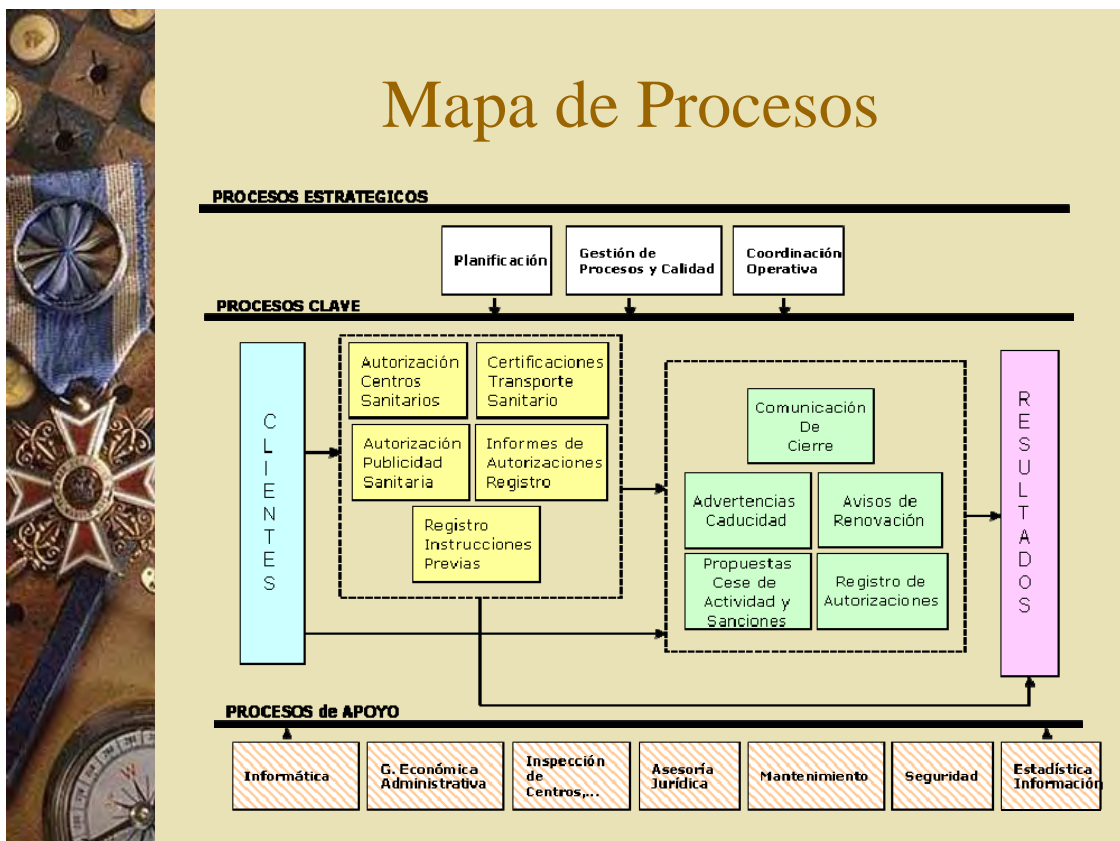 Mapa de Procesos
PROCESOS ESTRATEGICOS
Planificación
Gestión de
Procesos y Calidad
Coordinación
Operativa
PROCESOS CLAVE
CLIENTES
Autorización
Centros
Sanitarios
Certificaciones
Transporte
Sanitario
Autorización
Publicidad
Sanitaria
Informes de
Autorizaciones
Registro
Registro
Instrucciones
Previas
Comunicación
De
Cierre
Advertencias
Caducidad
Avisos de
Renovación
Propuestas
Cese de
Actividad y
Sanciones
Registro de
Autorizaciones
RESULTADOS
PROCESOS de APOYO
Informática
G. Económica
Administrativa
Inspección
de
Centros,...
Asesoría
Jurídica
Mantenimiento
Seguridad
Estadística
Información